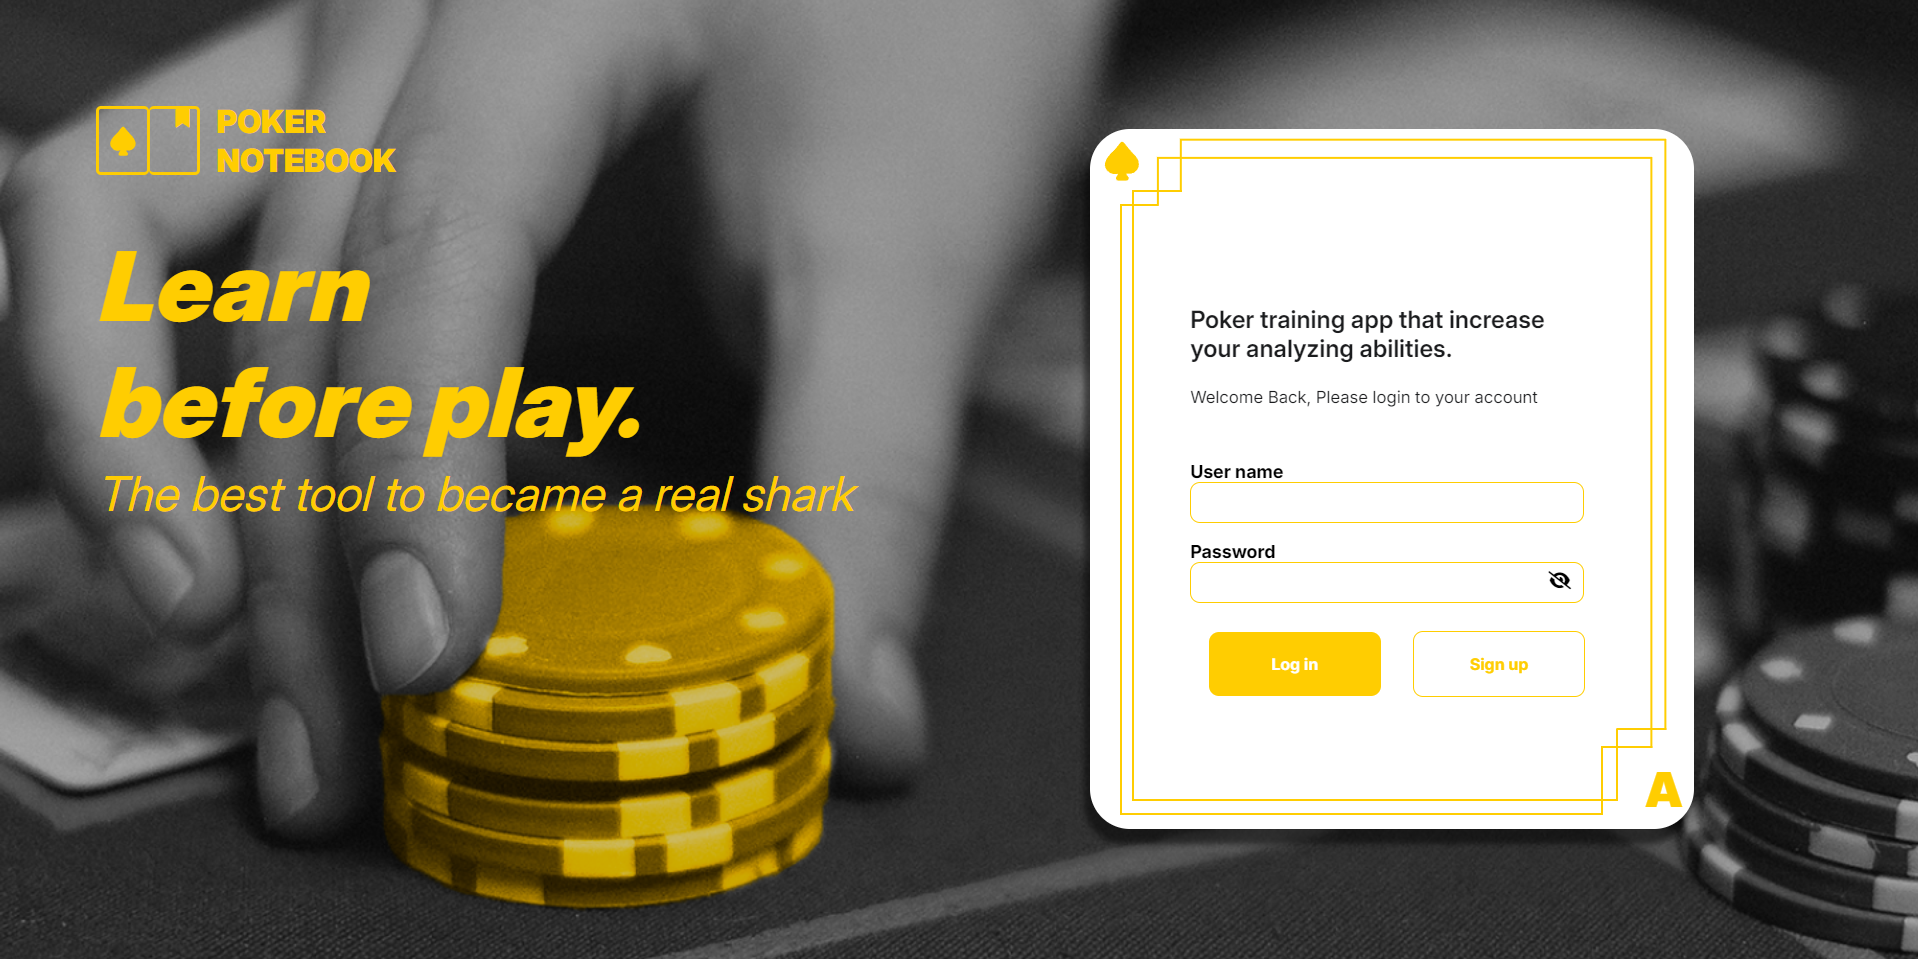 POKER
NOTEBOOK
Learn
before play.
The best tool to became a real shark
Poker training app that increase
your analyzing abilities.
Welcome Back, Please login to your account
User name
Password
Log in
Sign up
A